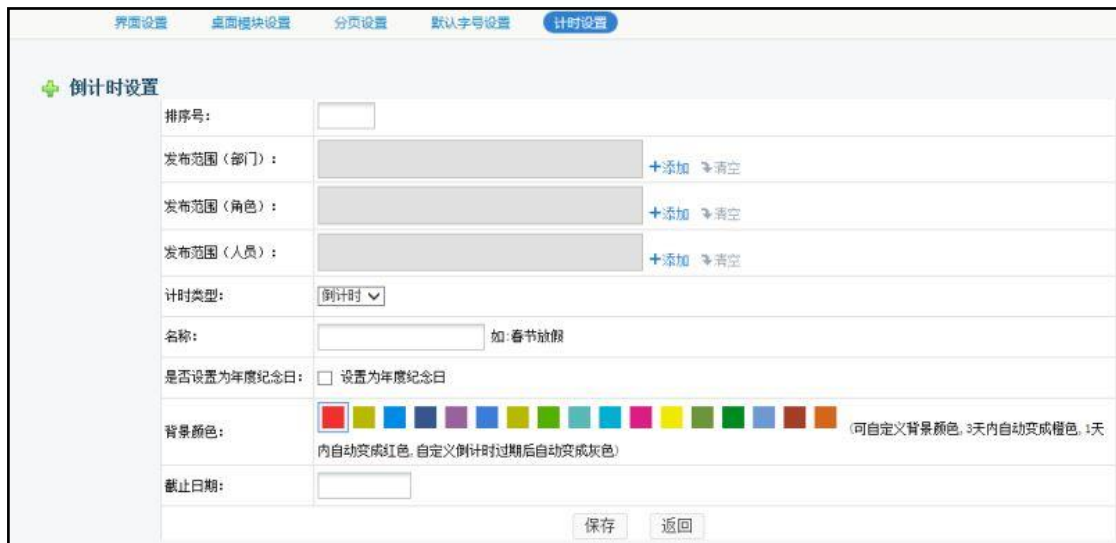 界面设置 桌面模块设置 分页设置 默认字号设置 计时设置
倒计时设置
排序号:
发布范围(部门): +添加 清空
发布范围(角色): +添加 清空
发布范围(人员): +添加 清空
计时类型: 倒计时
名称: 如:春节放假
是否设置为年度纪念日: 设置为年度纪念日
背景颜色: (可自定义背景颜色,3天内自动变成橙色,1天
内自动变成红色,自定义倒计时过期后自动变成灰色)
截止日期:
保存 返回